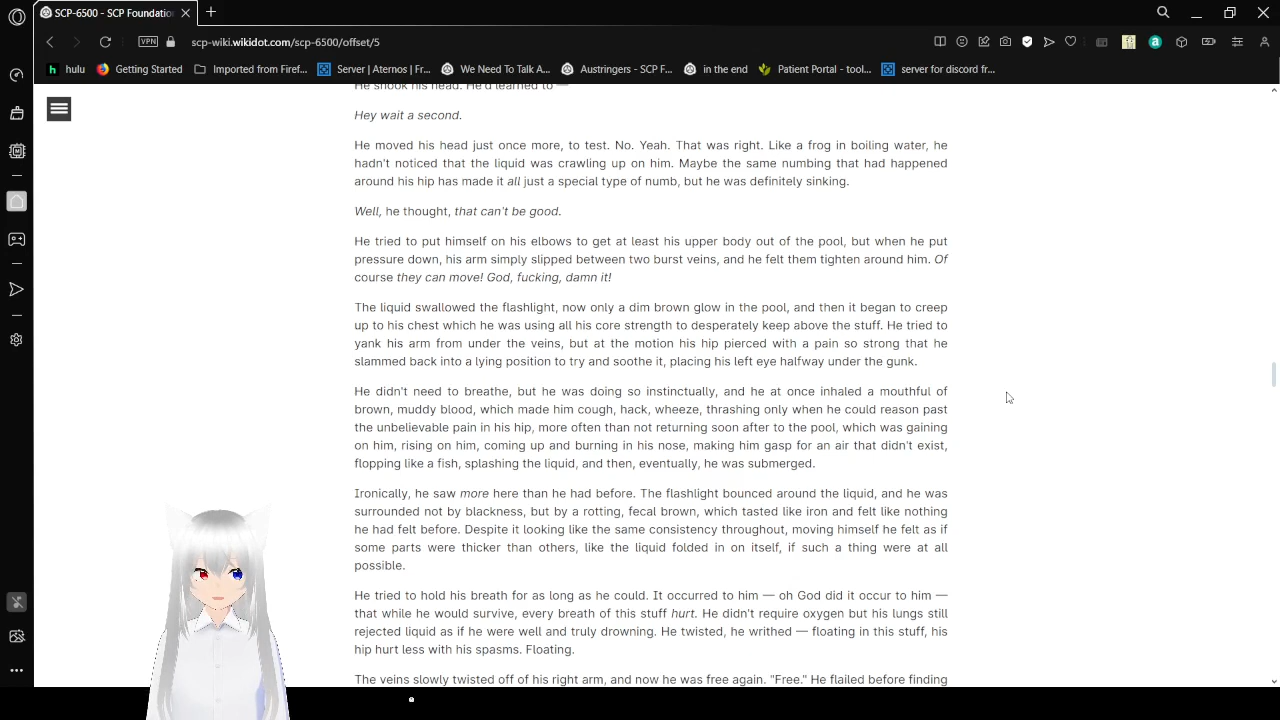 SCP-6500 - SCP Foundatio
VPN
scp-wiki.wikidot.com/scp-6500/offset/5
hulu
Getting Started
Imported from Firef...
Server | Aternos | Fr...
We Need To Talk A...
Austringers - SCP F...
in the end
Patient Portal - tool...
server for discord fr...
He shook his head. He'd learned to —
Hey wait a second.
He moved his head just once more, to test. No. Yeah. That was right. Like a frog in boiling water, he
hadn't noticed that the liquid was crawling up on him. Maybe the same numbing that had happened
around his hip has made it all just a special type of numb, but he was definitely sinking.
Well, he thought, that can't be good.
He tried to put himself on his elbows to get at least his upper body out of the pool, but when he put
pressure down, his arm simply slipped between two burst veins, and he felt them tighten around him. Of
course they can move! God, fucking, damn it!
The liquid swallowed the flashlight, now only a dim brown glow in the pool, and then it began to creep
up to his chest which he was using all his core strength to desperately keep above the stuff. He tried to
yank his arm from under the veins, but at the motion his hip pierced with a pain so strong that he
slammed back into a lying position to try and soothe it, placing his left eye halfway under the gunk.
He didn't need to breathe, but he was doing so instinctually, and he at once inhaled a mouthful of
brown, muddy blood, which made him cough, hack, wheeze, thrashing only when he could reason past
the unbelievable pain in his hip, more often than not returning soon after to the pool, which was gaining
on him, rising on him, coming up and burning in his nose, making him gasp for an air that didn't exist,
flopping like a fish, splashing the liquid, and then, eventually, he was submerged.
Ironically, he saw more here than he had before. The flashlight bounced around the liquid, and he was
surrounded not by blackness, but by a rotting, fecal brown, which tasted like iron and felt like nothing
he had felt before. Despite it looking like the same consistency throughout, moving himself he felt as if
some parts were thicker than others, like the liquid folded in on itself, if such a thing were at all
possible.
He tried to hold his breath for as long as he could. It occurred to him — oh God did it occur to him —
that while he would survive, every breath of this stuff hurt. He didn't require oxygen but his lungs still
rejected liquid as if he were well and truly drowning. He twisted, he writhed — floating in this stuff, his
hip hurt less with his spasms. Floating.
The veins slowly twisted off of his right arm, and now he was free again. "Free." He flailed before finding